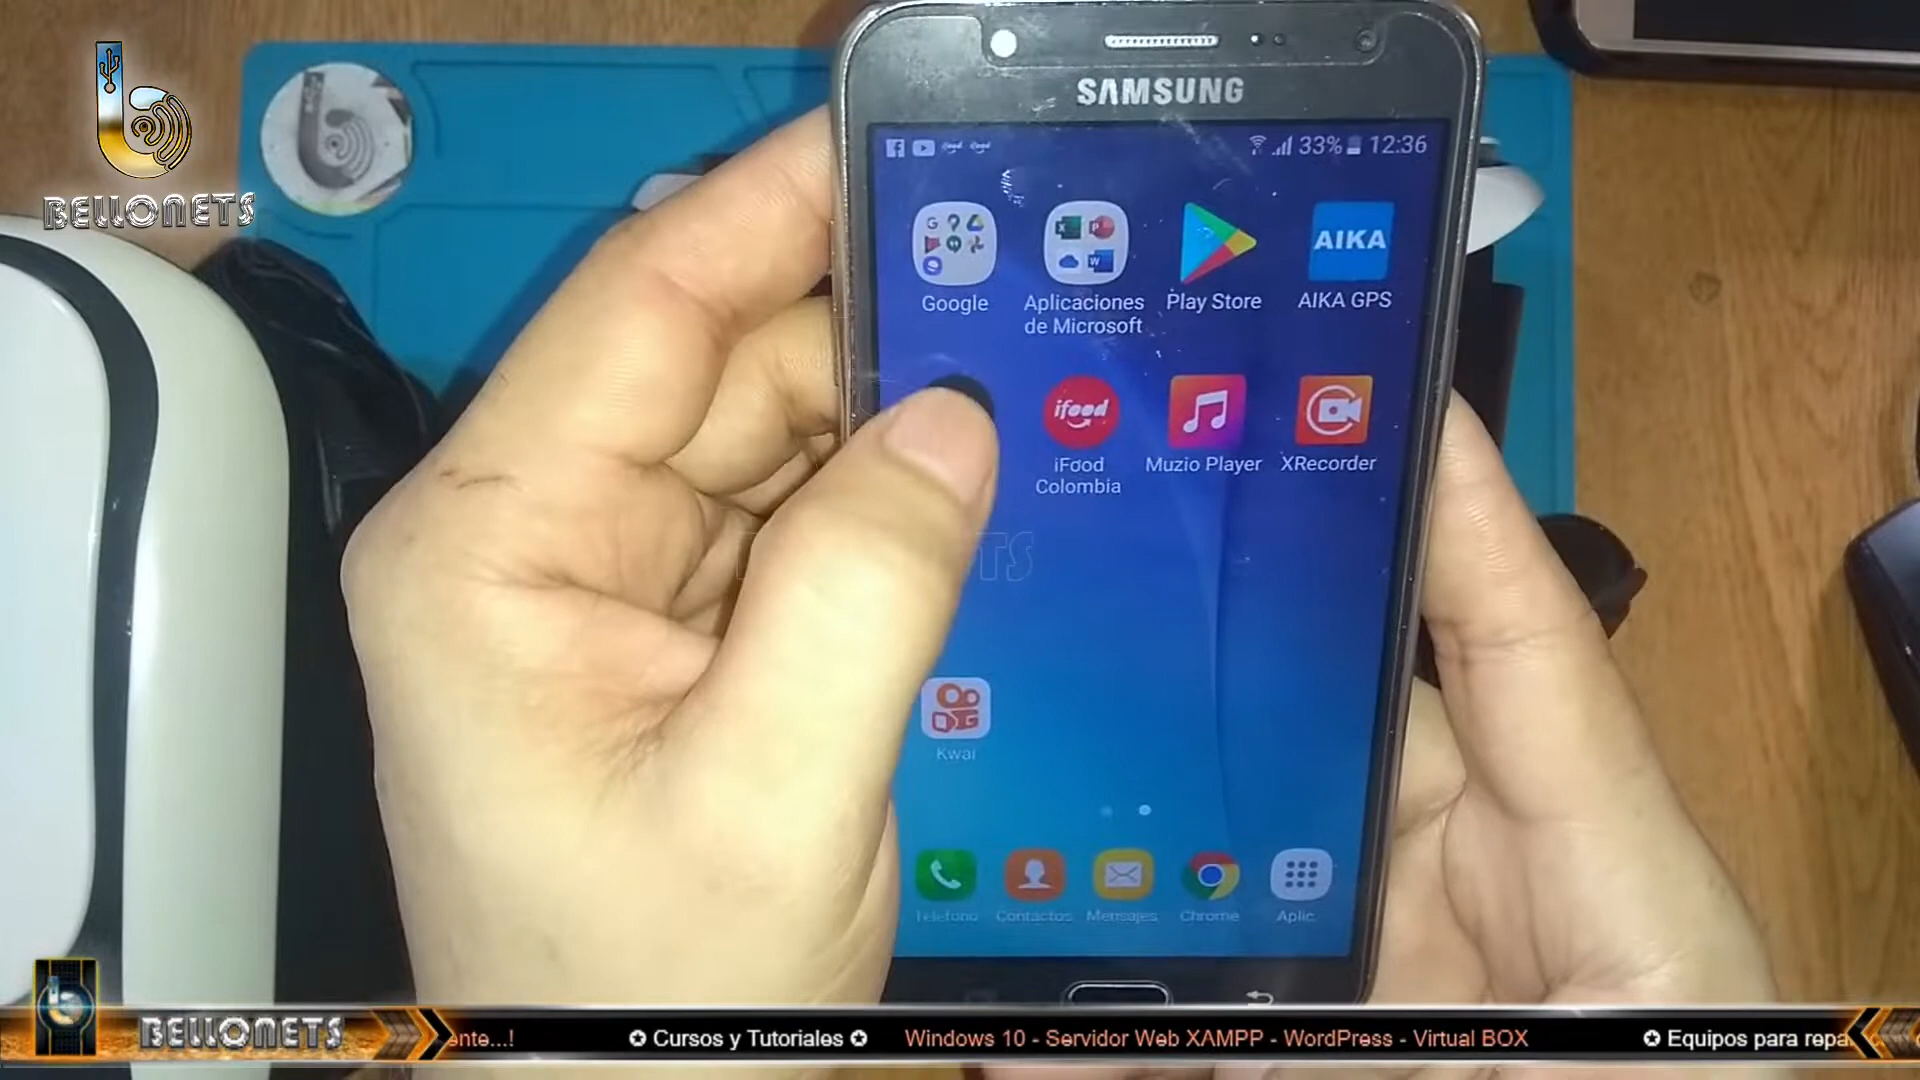 BELLONETS
SAMSUNG
33% 12:36
Google
Aplicaciones
de Microsoft
Play Store
AIKA
AIKA GPS
ifood
iFood
Colombia
Muzio Player
XRecorder
Kwai
Teléfono
Contactos
Mensajes
Chrome
Aplic.
BELLONETS
ente...!
✪ Cursos y Tutoriales ✪
Windows 10 - Servidor Web XAMPP - WordPress - Virtual BOX
✪ Equipos para repa